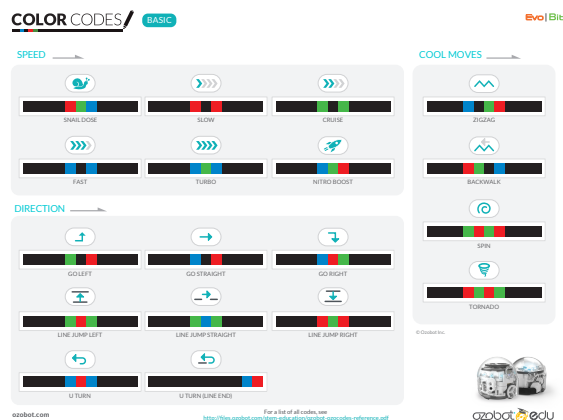 COLOR CODES
BASIC
Evo|Bit
SPEED
COOL MOVES
SNAIL DOSE
SLOW
CRUISE
ZIGZAG
FAST
TURBO
NITRO BOOST
BACKWALK
DIRECTION
GO LEFT
GO STRAIGHT
GO RIGHT
SPIN
LINE JUMP LEFT
LINE JUMP STRAIGHT
LINE JUMP RIGHT
TORNADO
© Ozobot Inc.
U TURN
U TURN (LINE END)
ozobot.com
For a list of all codes, see
http://files.ozobot.com/stem-education/ozobot-ozocodes-reference.pdf
ozobot edu